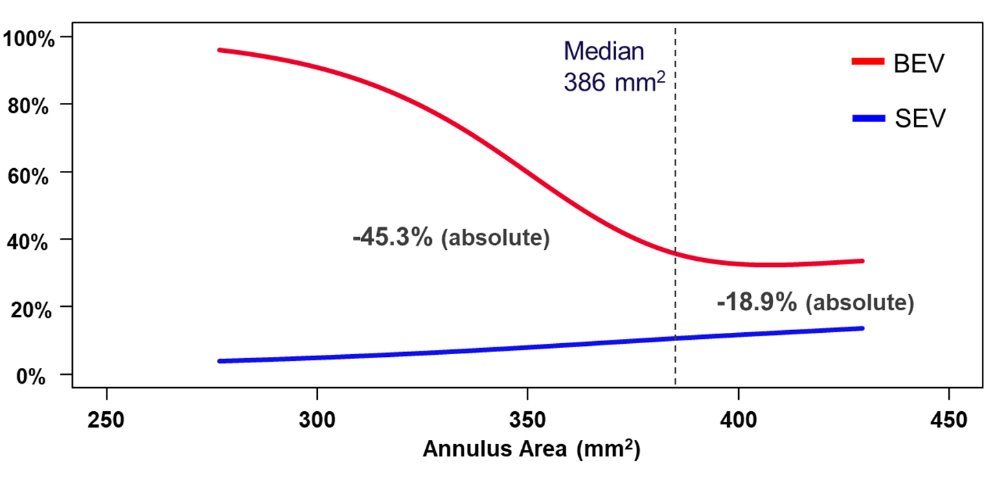 100%
80%
60%
40%
20%
0%
Median
386 mm²
BEV
SEV
-45.3% (absolute)
-18.9% (absolute)
250
300
350
400
450
Annulus Area (mm²)